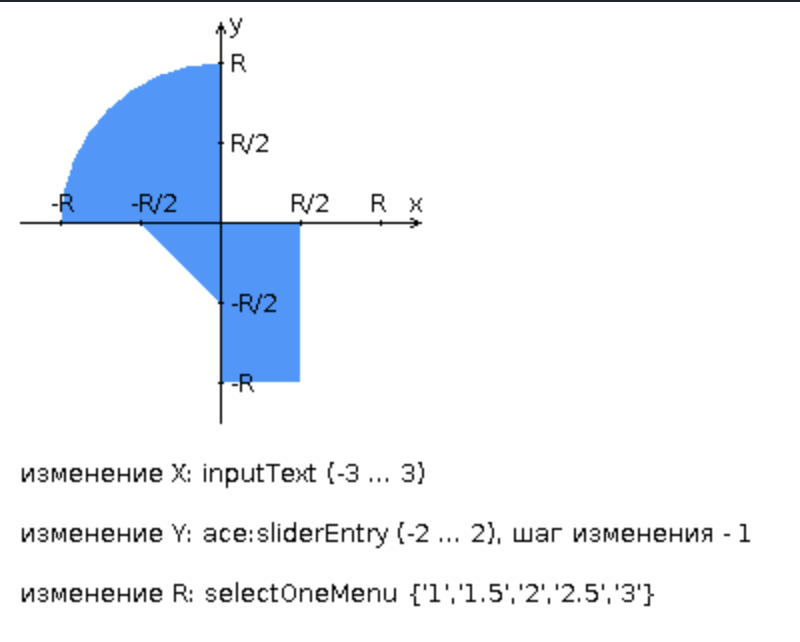 y
R
R/2
-R -R/2 R/2 R x
-R/2
-R
изменение X: inputText (-3 ... 3)
изменение Y: ace:sliderEntry (-2 ... 2), шаг изменения - 1
изменение R: selectOneMenu {'1','1.5','2','2.5','3'}